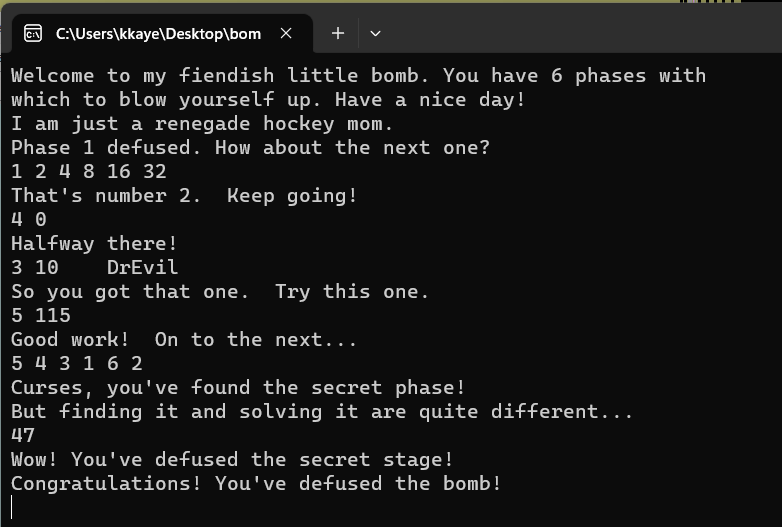 C:\Users\kkaye\Desktop\bom
Welcome to my fiendish little bomb. You have 6 phases with
which to blow yourself up. Have a nice day!
I am just a renegade hockey mom.
Phase 1 defused. How about the next one?
1 2 4 8 16 32
That's number 2.  Keep going!
4 0
Halfway there!
3 10    DrEvil
So you got that one.  Try this one.
5 115
Good work!  On to the next...
5 4 3 1 6 2
Curses, you've found the secret phase!
But finding it and solving it are quite different...
47
Wow! You've defused the secret stage!
Congratulations! You've defused the bomb!